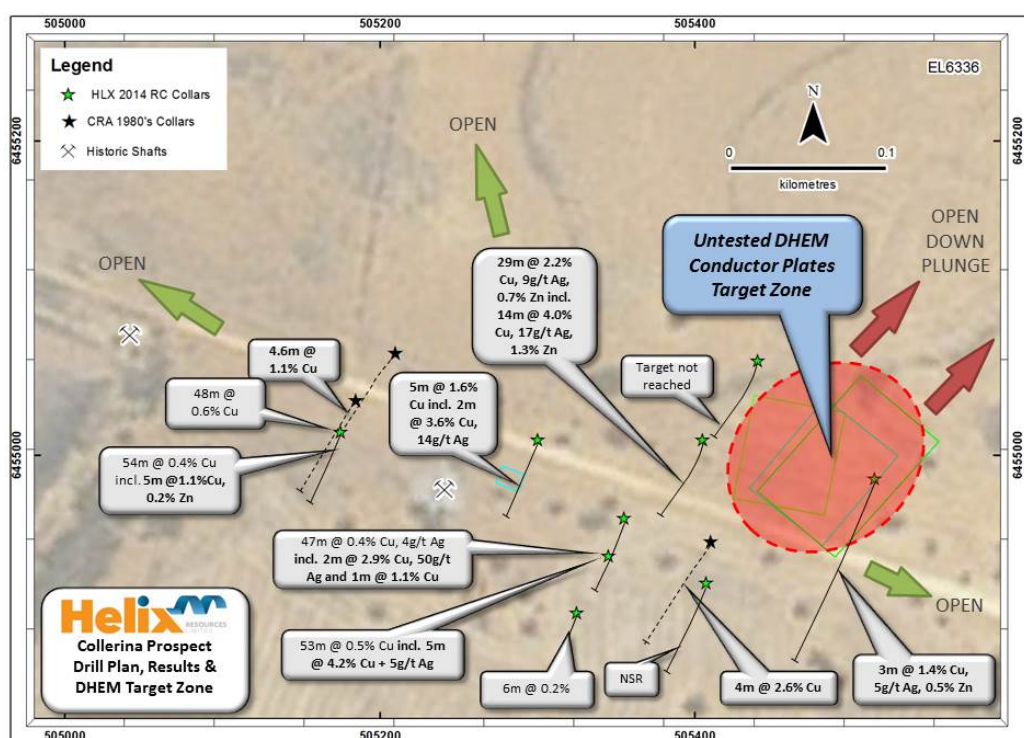 505000
505200
505400
Legend
HLX 2014 RC Collars
CRA 1980's Collars
Historic Shafts
EL6336
N
0
0.1
kilometres
6455200
6455200
OPEN
OPEN
OPEN
DOWN
PLUNGE
Untested DHEM
Conductor Plates
Target Zone
29m @ 2.2%
Cu, 9g/t Ag,
0.7% Zn incl.
14m @ 4.0%
Cu, 17g/t Ag,
1.3% Zn
4.6m @
1.1% Cu
Target not
reached
48m @
0.6% Cu
5m @ 1.6%
Cu incl. 2m
@ 3.6% Cu,
14g/t Ag
54m @ 0.4% Cu
incl. 5m @1.1%Cu,
0.2% Zn
6455000
6455000
47m @ 0.4% Cu, 4g/t Ag
incl. 2m @ 2.9% Cu, 50g/t
Ag and 1m @ 1.1% Cu
OPEN
53m @ 0.5% Cu incl. 5m
@ 4.2% Cu + 5g/t Ag
6m @ 0.2%
NSR
4m @ 2.6% Cu
3m @ 1.4% Cu,
5g/t Ag, 0.5% Zn
Helix
RESOURCES
LIMITED
Collerina Prospect
Drill Plan, Results &
DHEM Target Zone
505000
505200
505400